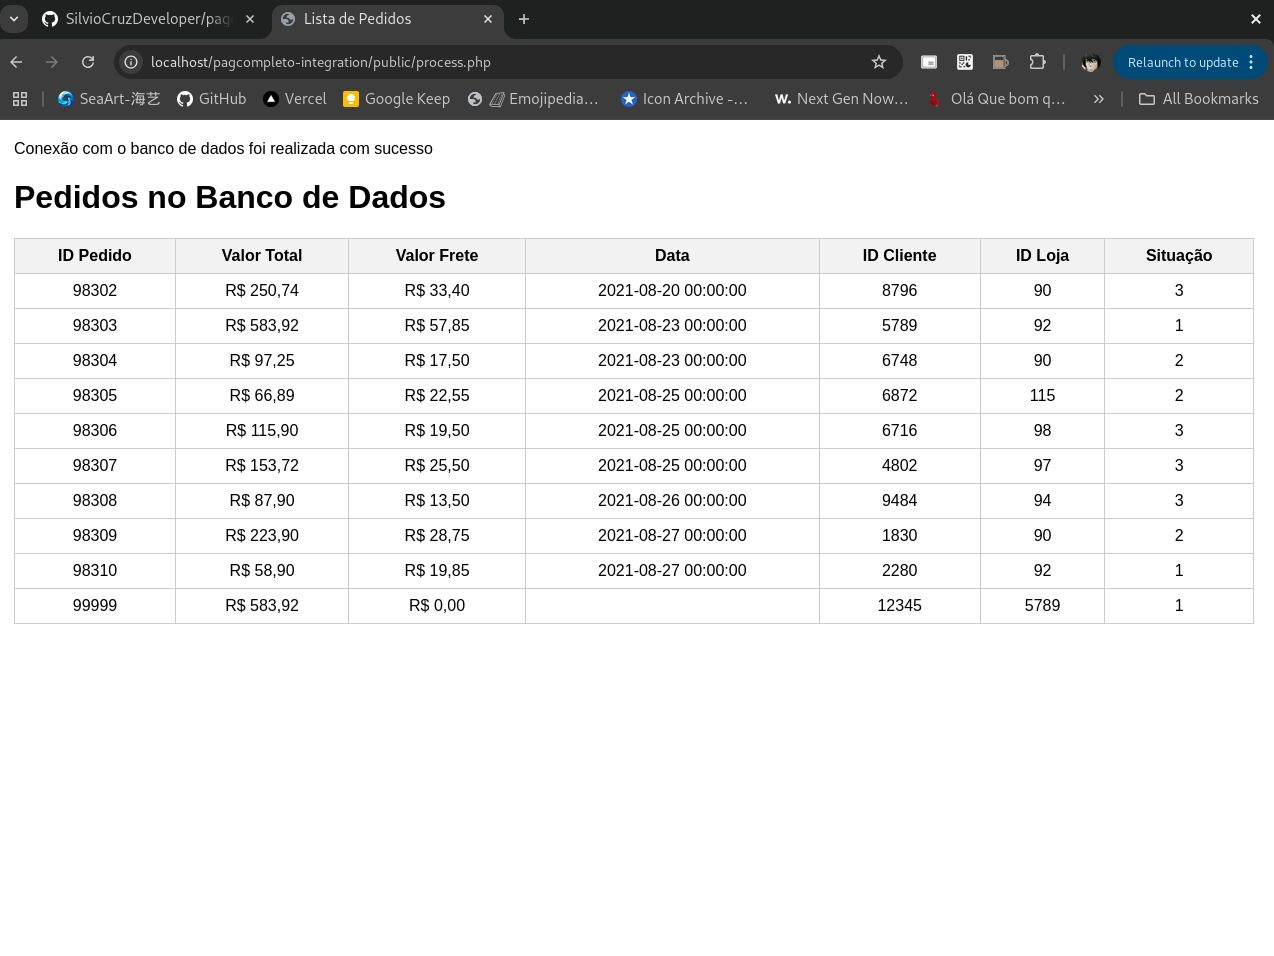 SilvioCruzDeveloper/pag
Lista de Pedidos
localhost/pagcompleto-integration/public/process.php
Relaunch to update
SeaArt-海艺 GitHub Vercel Google Keep Emojipedia… Icon Archive -… Next Gen Now… Olá Que bom q… » All Bookmarks
Conexão com o banco de dados foi realizada com sucesso
Pedidos no Banco de Dados
ID Pedido Valor Total Valor Frete Data ID Cliente ID Loja Situação
98302 R$ 250,74 R$ 33,40 2021-08-20 00:00:00 8796 90 3
98303 R$ 583,92 R$ 57,85 2021-08-23 00:00:00 5789 92 1
98304 R$ 97,25 R$ 17,50 2021-08-23 00:00:00 6748 90 2
98305 R$ 66,89 R$ 22,55 2021-08-25 00:00:00 6872 115 2
98306 R$ 115,90 R$ 19,50 2021-08-25 00:00:00 6716 98 3
98307 R$ 153,72 R$ 25,50 2021-08-25 00:00:00 4802 97 3
98308 R$ 87,90 R$ 13,50 2021-08-26 00:00:00 9484 94 3
98309 R$ 223,90 R$ 28,75 2021-08-27 00:00:00 1830 90 2
98310 R$ 58,90 R$ 19,85 2021-08-27 00:00:00 2280 92 1
99999 R$ 583,92 R$ 0,00 12345 5789 1